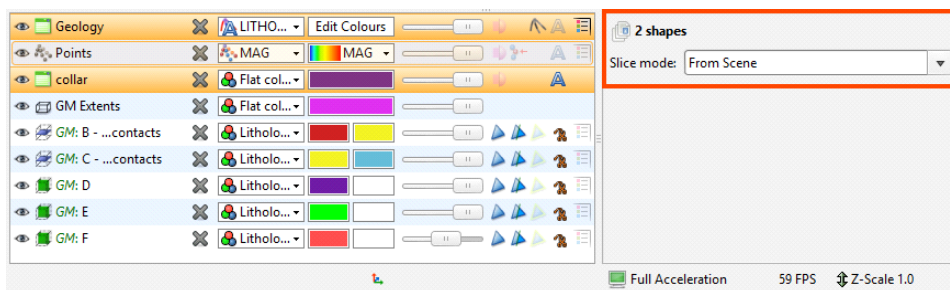 Geology LITHO... Edit Colours
Points MAG MAG
collar Flat col...
GM Extents Flat col...
GM: B - ...contacts Litholo...
GM: C - ...contacts Litholo...
GM: D Litholo...
GM: E Litholo...
GM: F Litholo...
2 shapes
Slice mode: From Scene
Full Acceleration 59 FPS Z-Scale 1.0